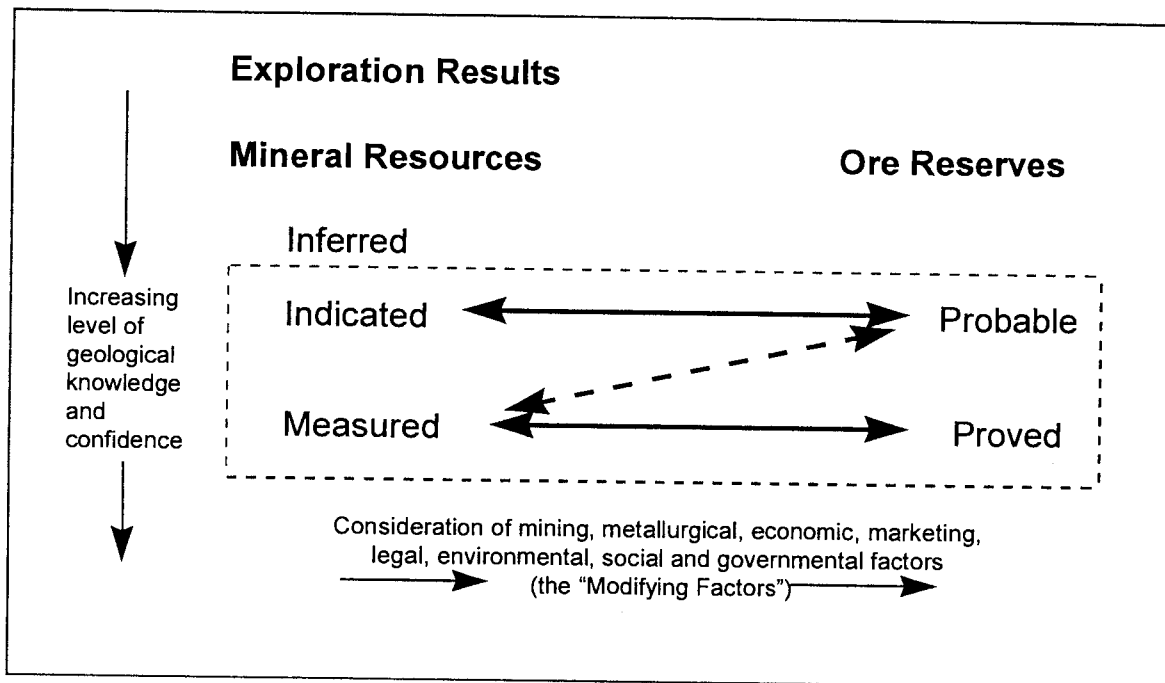 Exploration Results
Mineral Resources
Ore Reserves
Inferred
Increasing
level of
geological
knowledge
and
confidence
Indicated
Probable
Measured
Proved
Consideration of mining, metallurgical, economic, marketing,
legal, environmental, social and governmental factors
(the “Modifying Factors”)